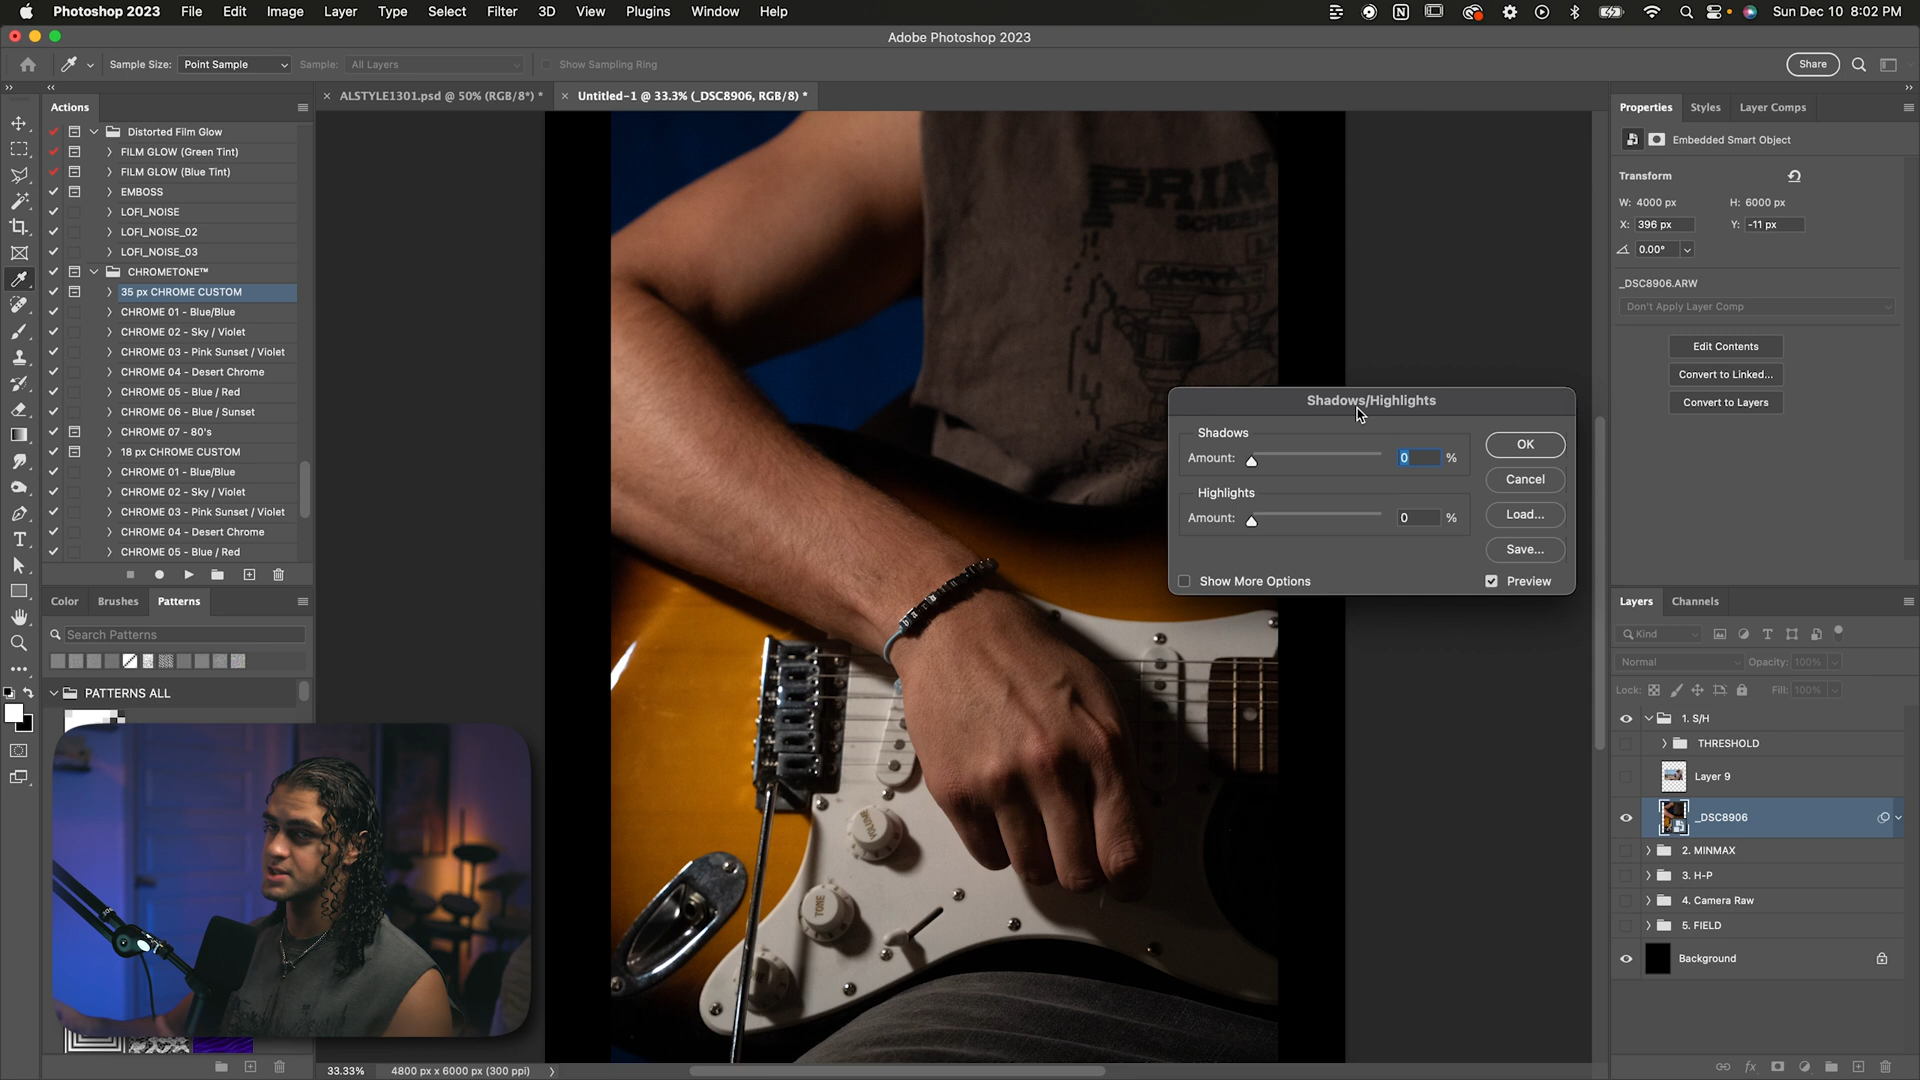 Photoshop 2023 File Edit Image Layer Type Select Filter 3D View Plugins Window Help Sun Dec 10 8:02 PM
Adobe Photoshop 2023
Sample Size: Point Sample Sample: All Layers Show Sampling Ring Share
Actions
ALSTYLE1301.psd @ 50% (RGB/8*) *
Untitled-1 @ 33.3% (_DSC8906, RGB/8) *
Distorted Film Glow
FILM GLOW (Green Tint)
FILM GLOW (Blue Tint)
EMBOSS
LOFI_NOISE
LOFI_NOISE_02
LOFI_NOISE_03
CHROMETONE™
35 px CHROME CUSTOM
CHROME 01 - Blue/Blue
CHROME 02 - Sky / Violet
CHROME 03 - Pink Sunset / Violet
CHROME 04 - Desert Chrome
CHROME 05 - Blue / Red
CHROME 06 - Blue / Sunset
CHROME 07 - 80's
18 px CHROME CUSTOM
CHROME 01 - Blue/Blue
CHROME 02 - Sky / Violet
CHROME 03 - Pink Sunset / Violet
CHROME 04 - Desert Chrome
CHROME 05 - Blue / Red
Color Brushes Patterns
Search Patterns
PATTERNS ALL
PRINT
VOLUME
TONE
33.33% 4800 px x 6000 px (300 ppi)
Shadows/Highlights
Shadows
Amount: 0 %
Highlights
Amount: 0 %
Show More Options
OK
Cancel
Load...
Save...
Preview
Properties Styles Layer Comps
Embedded Smart Object
Transform
W: 4000 px H: 6000 px
X: 396 px Y: -11 px
0.00°
_DSC8906.ARW
Don't Apply Layer Comp
Edit Contents
Convert to Linked...
Convert to Layers
Layers Channels
Kind
Normal Opacity: 100%
Lock: Fill: 100%
1. S/H
THRESHOLD
Layer 9
_DSC8906
2. MINMAX
3. H-P
4. Camera Raw
5. FIELD
Background